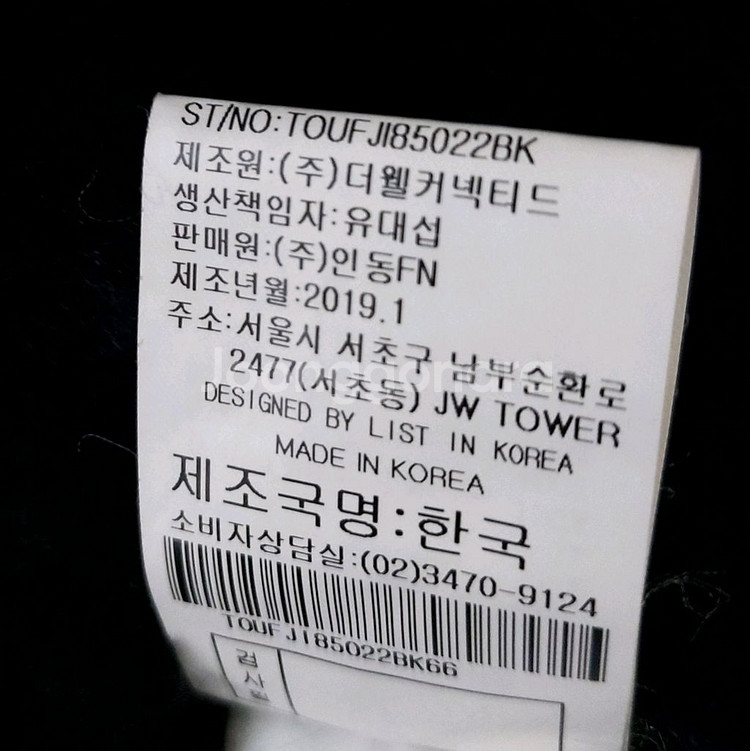 ST/NO:TOUFJI85022BK
제조원:(주)더웰커넥티드
생산책임자:유대섭
판매원:(주)인동FN
제조년월:2019.1
주소:서울시 서초구 남부순환로
2477(서초동) JW TOWER
DESIGNED BY LIST IN KOREA
MADE IN KOREA
제조국명:한국
소비자상담실:(02)3470-9124
TOUFJI85022BK66
검사